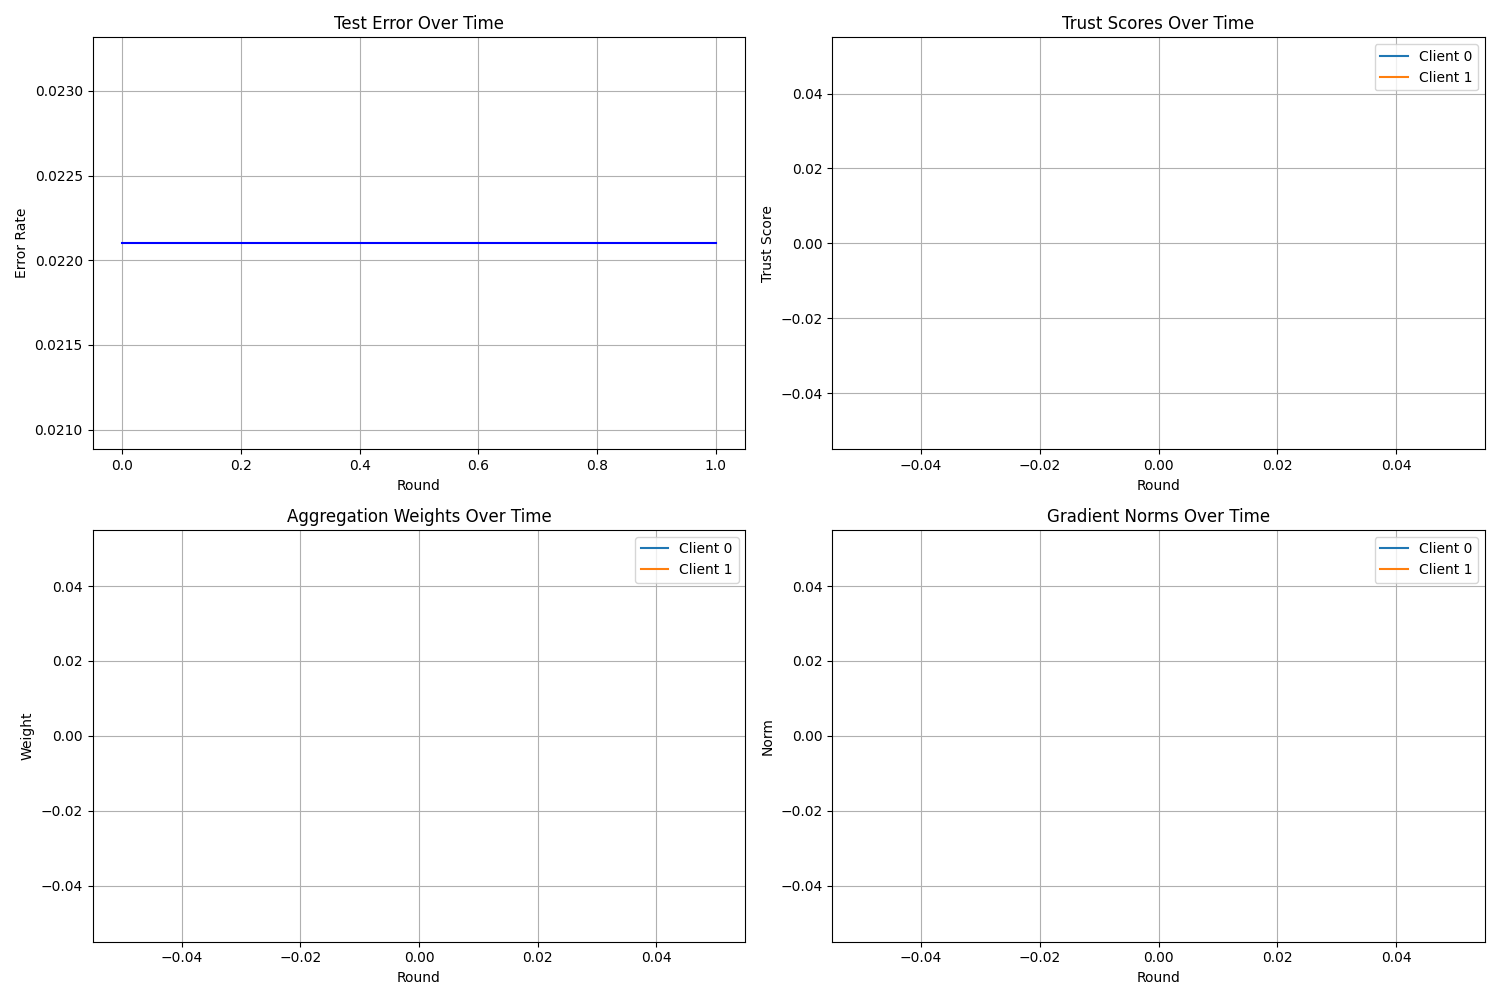 Test Error Over Time
Error Rate
0.0230
0.0225
0.0220
0.0215
0.0210
0.0 0.2 0.4 0.6 0.8 1.0
Round
Trust Scores Over Time
Trust Score
Client 0
Client 1
0.04
0.02
0.00
−0.02
−0.04
−0.04 −0.02 0.00 0.02 0.04
Round
Aggregation Weights Over Time
Weight
Client 0
Client 1
0.04
0.02
0.00
−0.02
−0.04
−0.04 −0.02 0.00 0.02 0.04
Round
Gradient Norms Over Time
Norm
Client 0
Client 1
0.04
0.02
0.00
−0.02
−0.04
−0.04 −0.02 0.00 0.02 0.04
Round